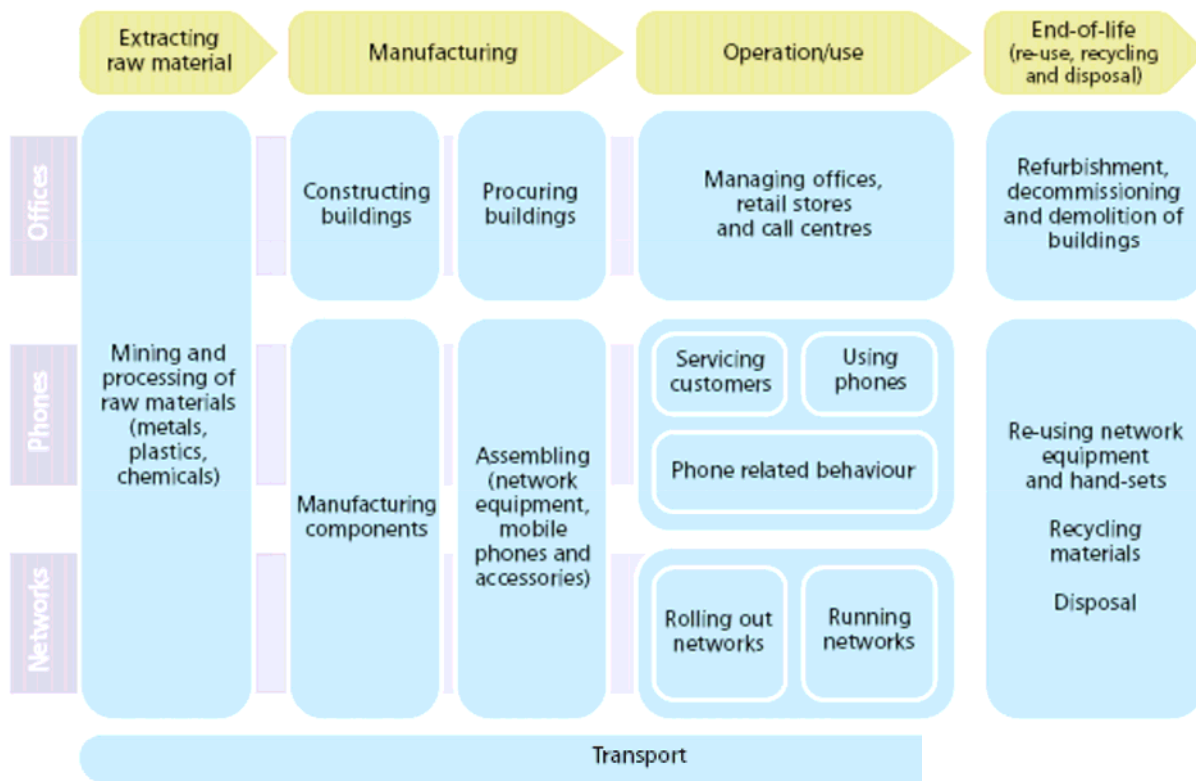 Extracting
raw material
Manufacturing
Operation/use
End-of-life
(re-use, recycling
and disposal)
Offices
Phones
Networks
Mining and
processing of
raw materials
(metals,
plastics,
chemicals)
Constructing
buildings
Procuring
buildings
Managing offices,
retail stores
and call centres
Refurbishment,
decommissioning
and demolition of
buildings
Manufacturing
components
Assembling
(network
equipment,
mobile
phones and
accessories)
Servicing
customers
Using
phones
Phone related behaviour
Rolling out
networks
Running
networks
Re-using network
equipment
and hand-sets
Recycling
materials
Disposal
Transport